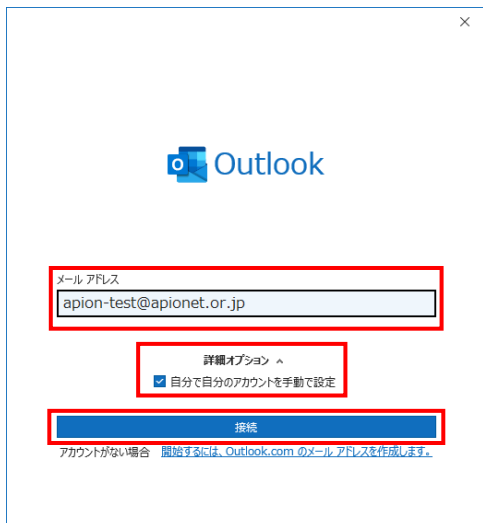 Outlook
メール アドレス
apion-test@apionet.or.jp
詳細オプション
自分で自分のアカウントを手動で設定
接続
アカウントがない場合 開始するには、Outlook.com のメール アドレスを作成します。